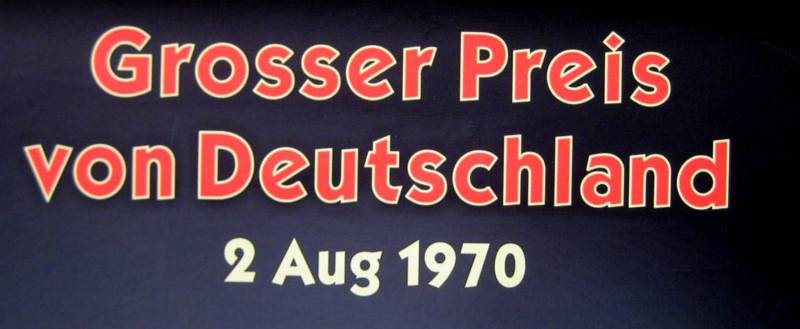 Grosser Preis
von Deutschland
2 Aug 1970